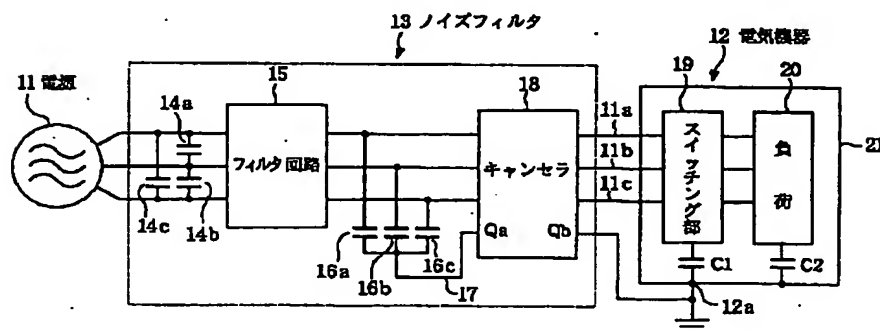 13 ノイズフィルタ
12 電気機器
11 電源
15
14a
18
19
20
11a
11b
11c
21
フィルタ回路
キャンセラ
スイッチング部
負荷
14c
14b
Qa
Qb
16a
16b
16c
17
C1
C2
12a